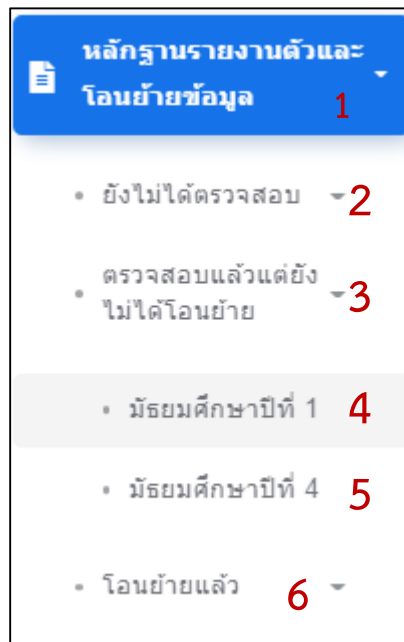 หลักฐานรายงานตัวและ
โอนย้ายข้อมูล 1
ยังไม่ได้ตรวจสอบ 2
ตรวจสอบแล้วแต่ยัง
ไม่ได้โอนย้าย 3
มัธยมศึกษาปีที่ 1 4
มัธยมศึกษาปีที่ 4 5
โอนย้ายแล้ว 6